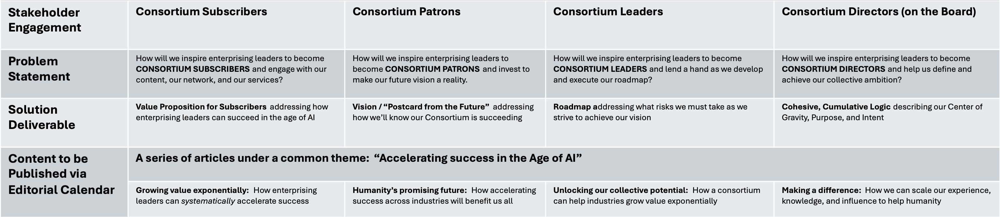 Stakeholder
Engagement
Consortium Subscribers
Consortium Patrons
Consortium Leaders
Consortium Directors (on the Board)
Problem
Statement
How will we inspire enterprising leaders to become
CONSORTIUM SUBSCRIBERS and engage with our
content, our network, and our services?
How will we inspire enterprising leaders to
become CONSORTIUM PATRONS and invest to
make our future vision a reality.
How will we inspire enterprising leaders to become
CONSORTIUM LEADERS and lend a hand as we develop
and execute our roadmap?
How will we inspire enterprising leaders to become
CONSORTIUM DIRECTORS and help us define and
achieve our collective ambition?
Solution
Deliverable
Value Proposition for Subscribers addressing how
enterprising leaders can succeed in the age of AI
Vision / “Postcard from the Future” addressing
how we’ll know our Consortium is succeeding
Roadmap addressing what risks we must take as we
strive to achieve our vision
Cohesive, Cumulative Logic describing our Center of
Gravity, Purpose, and Intent
Content to be
Published via
Editorial Calendar
A series of articles under a common theme: “Accelerating success in the Age of AI”
Growing value exponentially: How enterprising
leaders can systematically accelerate success
Humanity’s promising future: How accelerating
success across industries will benefit us all
Unlocking our collective potential: How a consortium
can help industries grow value exponentially
Making a difference: How we can scale our experience,
knowledge, and influence to help humanity